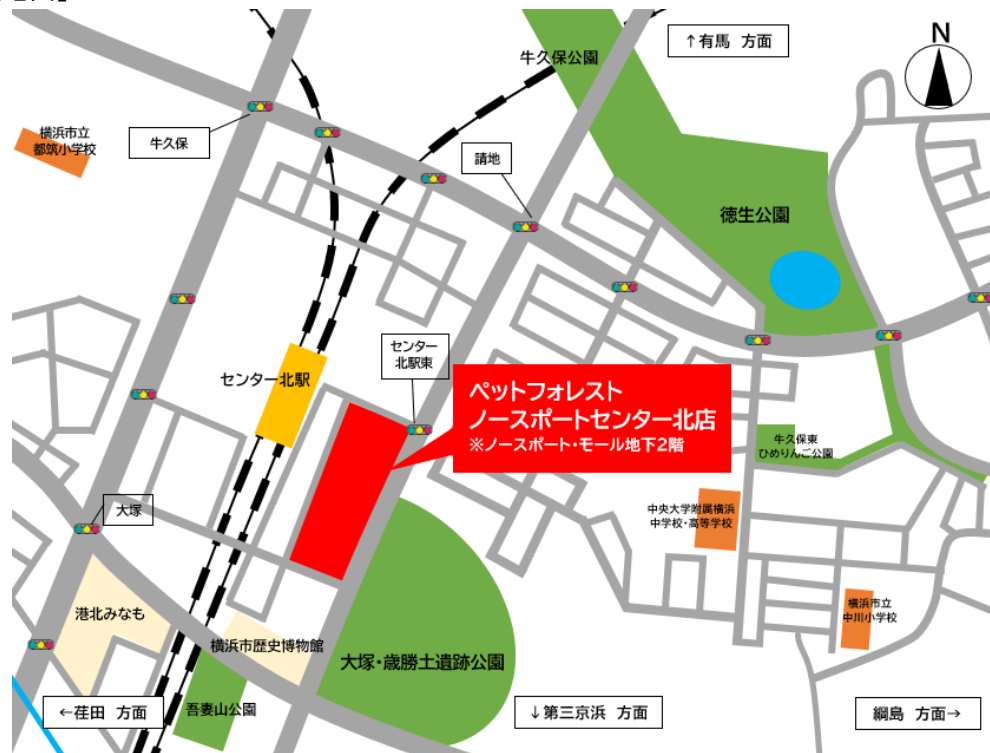 ↑有馬 方面
N
牛久保公園
横浜市立
都筑小学校
牛久保
請地
徳生公園
センター
北駅東
センター北駅
ペットフォレスト
ノースポートセンター北店
※ノースポート・モール地下2階
牛久保東
ひめりんご公園
大塚
中央大学附属横浜
中学校・高等学校
港北みなも
横浜市歴史博物館
大塚・歳勝土遺跡公園
横浜市立
中川小学校
吾妻山公園
←荏田 方面
↓第三京浜 方面
綱島 方面→